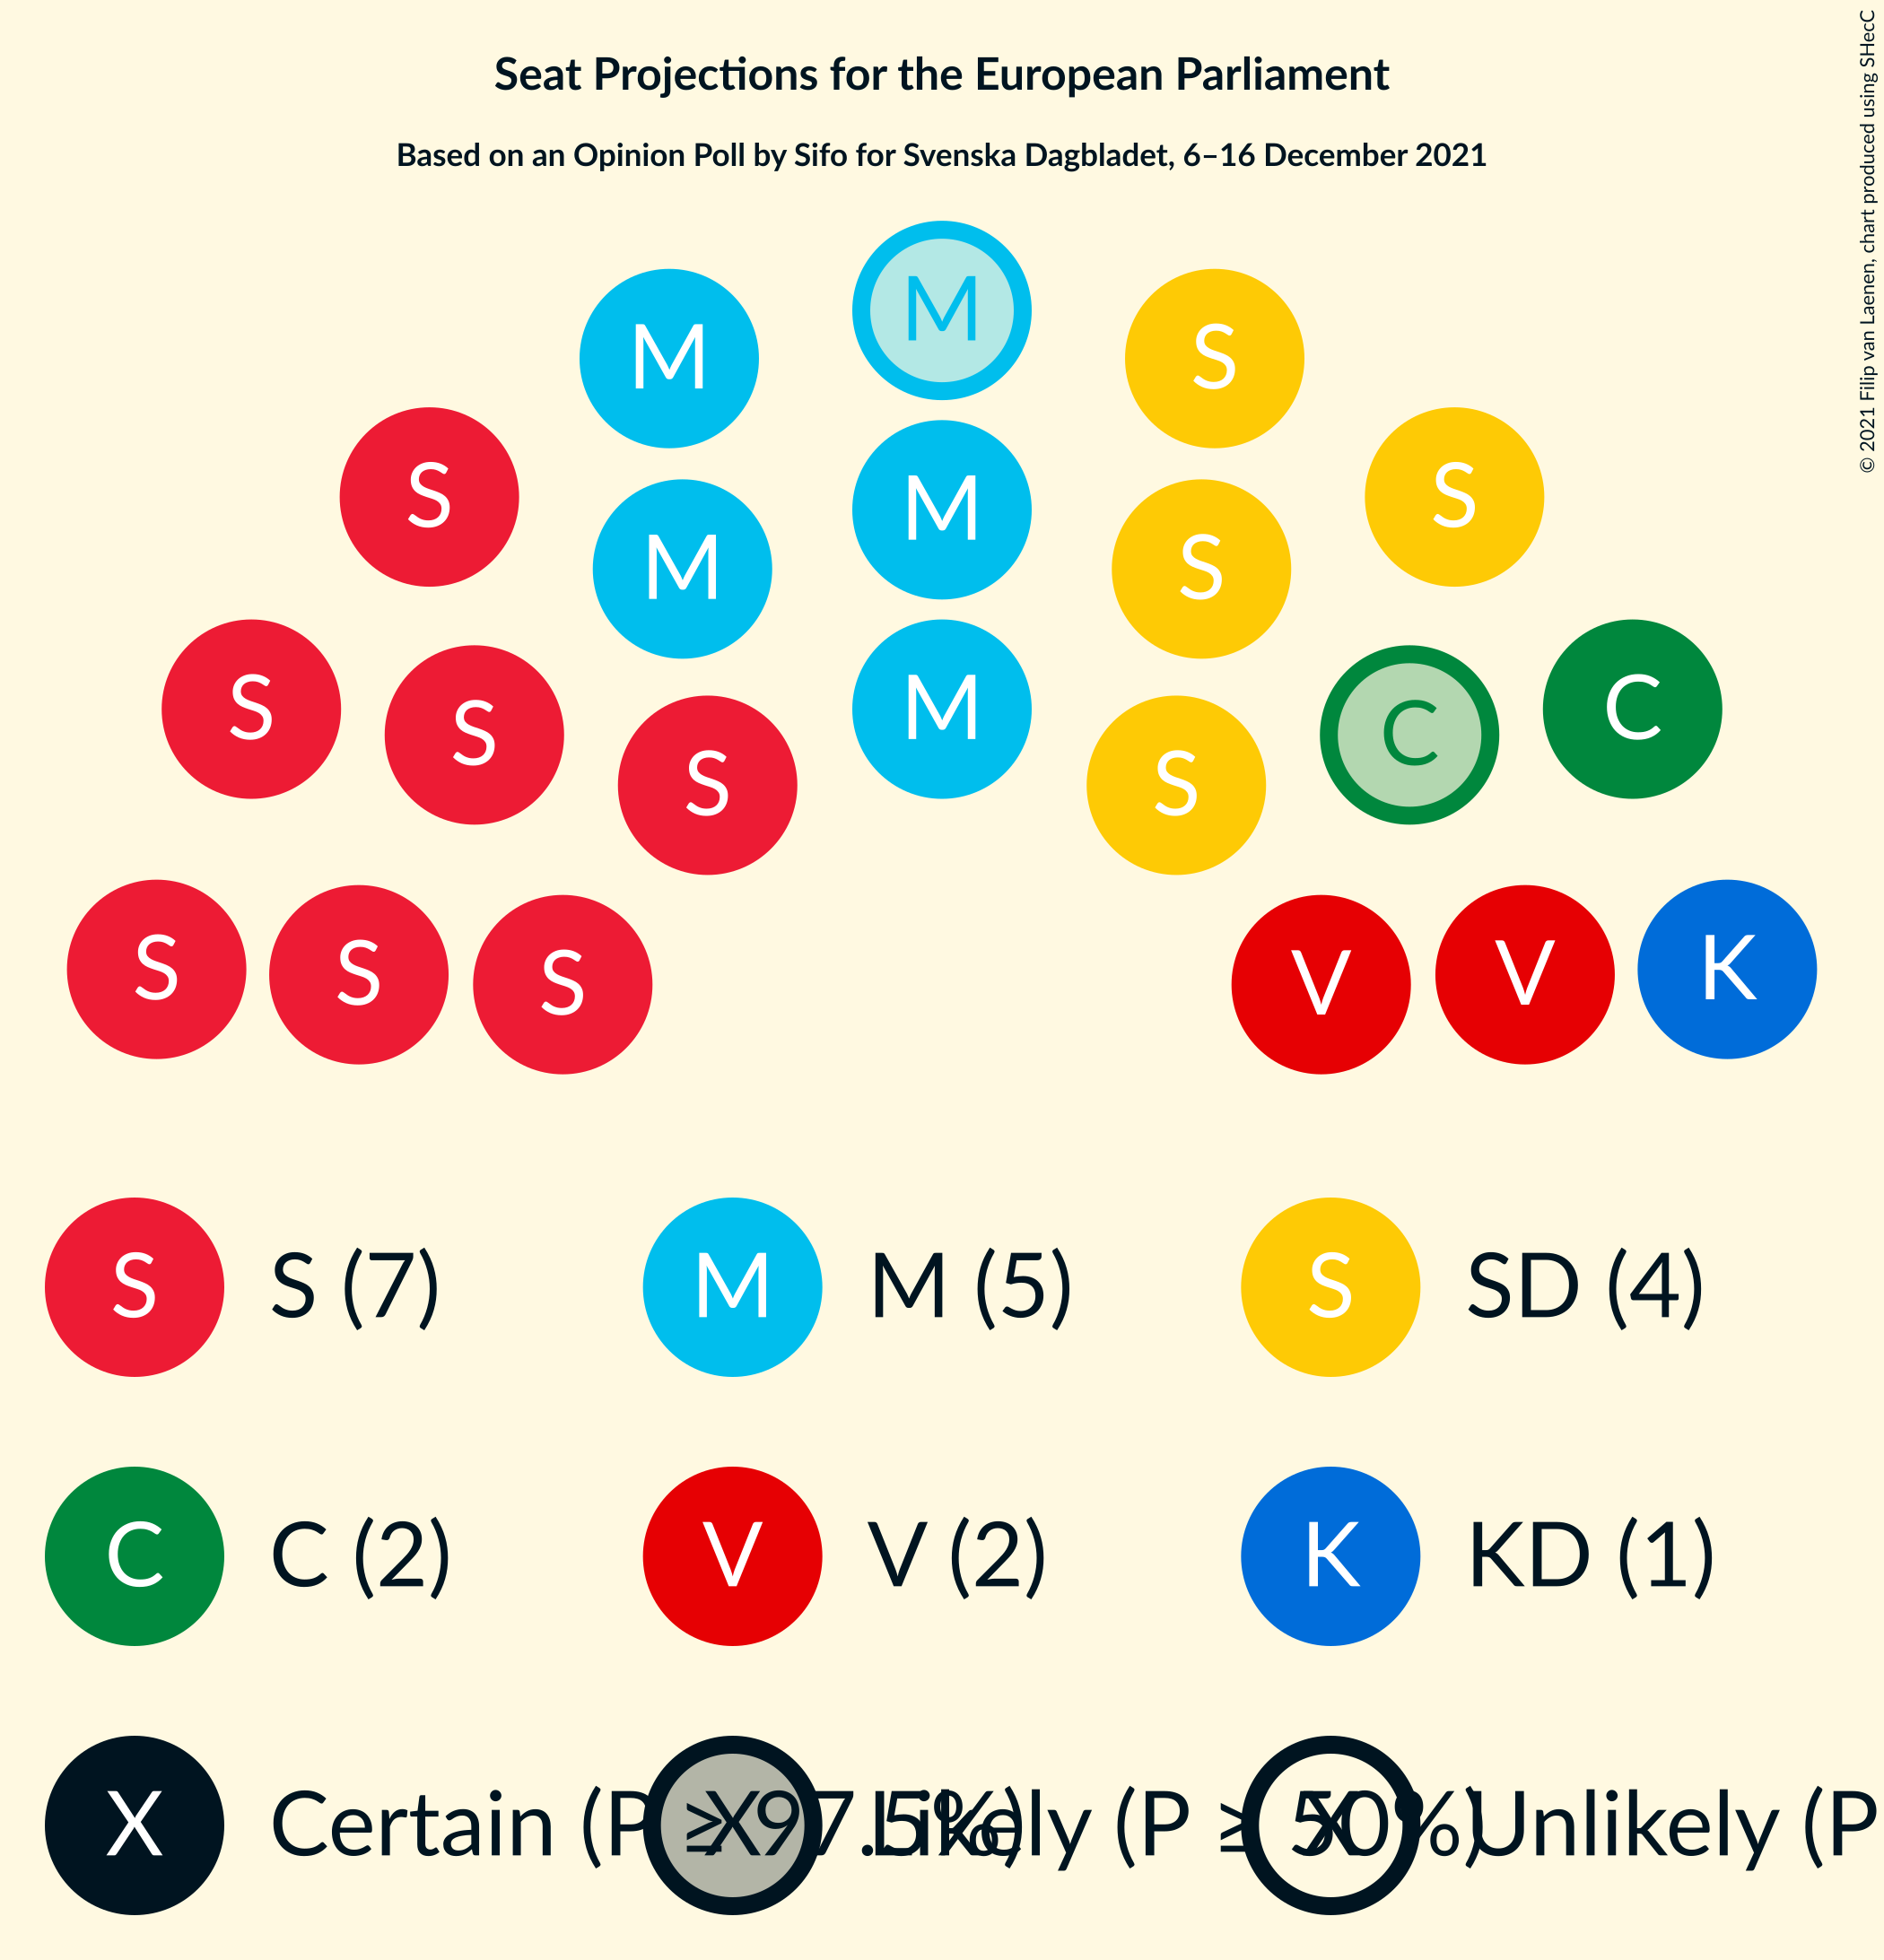 Seat Projections for the European Parliament
Based on an Opinion Poll by Sifo for Svenska Dagbladet, 6–16 December 2021
© 2021 Filip van Laenen, chart produced using SHecC
M
M S
S S
M M S
S C
S S C
S M S
S S S V V K
S S (7) M M (5) S SD (4)
C C (2) V V (2) K KD (1)
X Certain (P ≥ 97.5%) X Likely (P ≥ 50%) X Unlikely (P